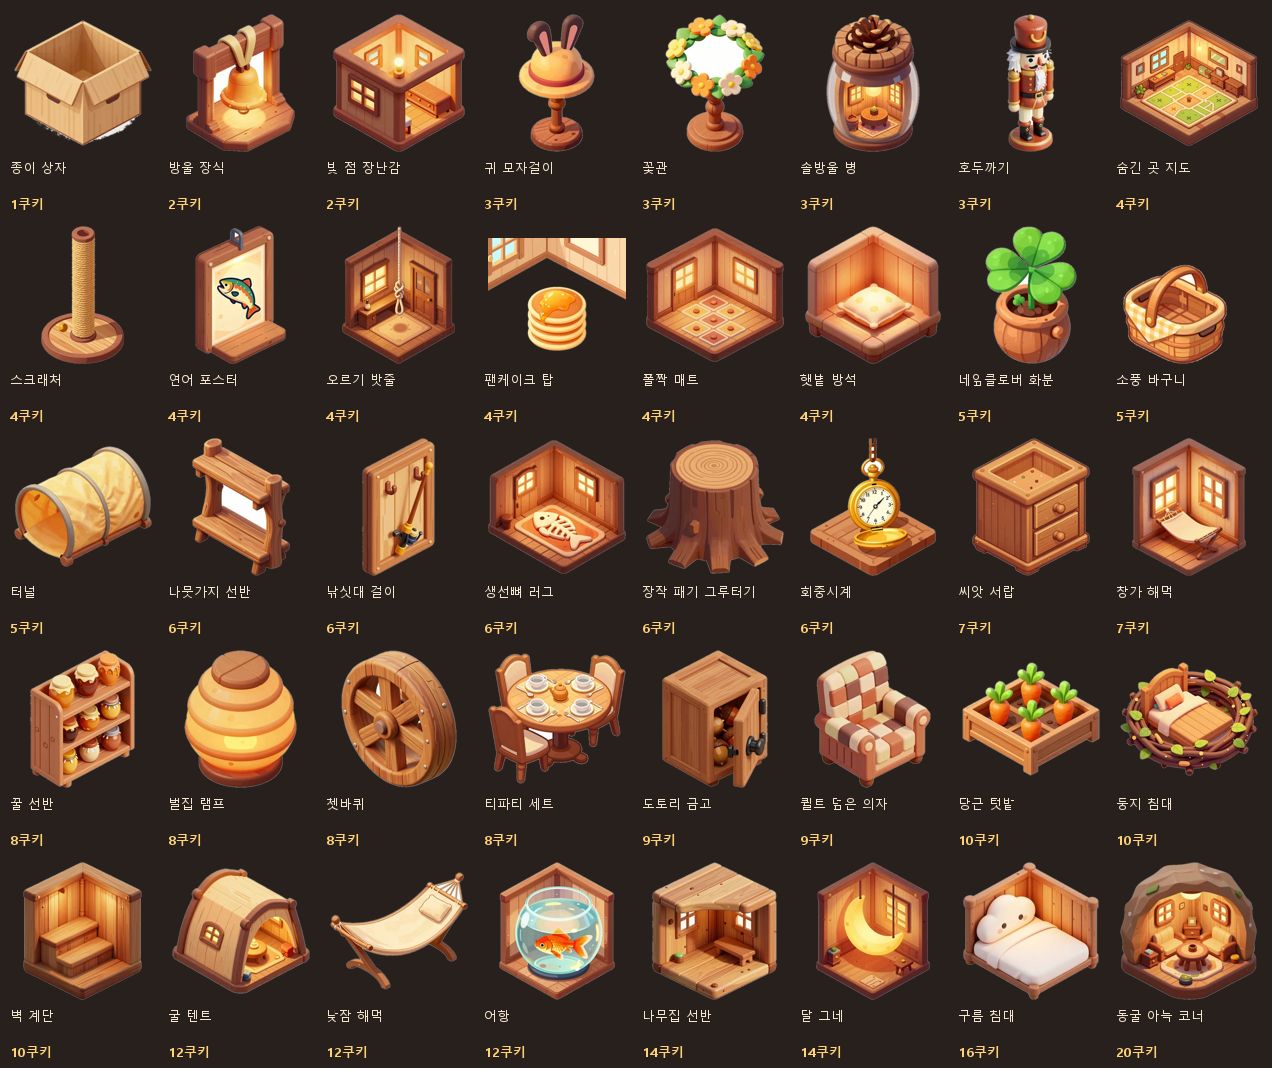 종이 상자
방울 장식
빛 점 장난감
귀 모자걸이
꽃관
솔방울 병
호두까기
숨긴 곳 지도
1쿠키
2쿠키
2쿠키
3쿠키
3쿠키
3쿠키
3쿠키
4쿠키
스크래처
연어 포스터
오르기 밧줄
팬케이크 탑
폴짝 매트
햇볕 방석
네잎클로버 화분
소풍 바구니
4쿠키
4쿠키
4쿠키
4쿠키
4쿠키
4쿠키
5쿠키
5쿠키
터널
나뭇가지 선반
낚싯대 걸이
생선뼈 러그
장작 패기 그루터기
회중시계
씨앗 서랍
창가 해먹
5쿠키
6쿠키
6쿠키
6쿠키
6쿠키
6쿠키
7쿠키
7쿠키
꿀 선반
벌집 램프
쳇바퀴
티파티 세트
도토리 금고
퀼트 덮은 의자
당근 텃밭
둥지 침대
8쿠키
8쿠키
8쿠키
8쿠키
9쿠키
9쿠키
10쿠키
10쿠키
벽 계단
굴 텐트
낮잠 해먹
어항
나무집 선반
달 그네
구름 침대
동굴 아늑 코너
10쿠키
12쿠키
12쿠키
12쿠키
14쿠키
14쿠키
16쿠키
20쿠키